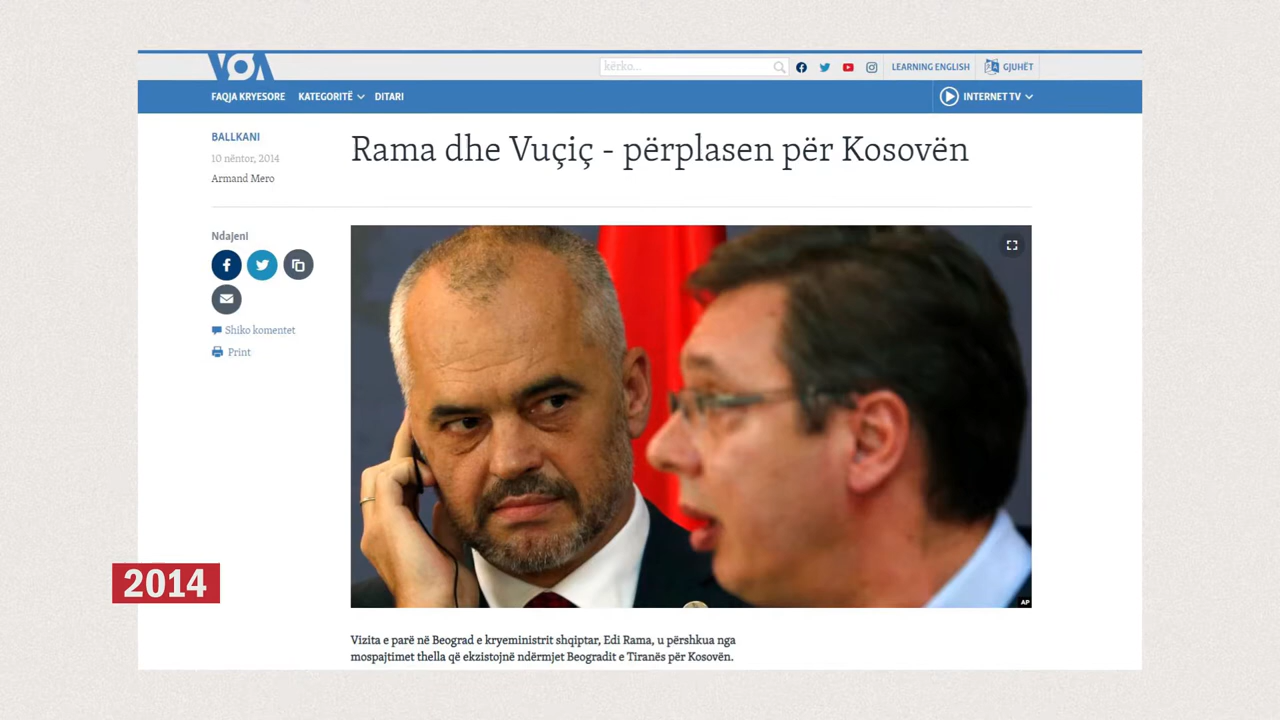 VOA
kërko...
LEARNING ENGLISH
GJUHËT
FAQJA KRYESORE
KATEGORITË
DITARI
INTERNET TV
BALLKANI
10 nëntor, 2014
Armand Mero
Rama dhe Vuçiç - përplasen për Kosovën
Ndajeni
Shiko komentet
Print
AP
2014
Vizita e parë në Beograd e kryeministrit shqiptar, Edi Rama, u përshkua nga
mospajtimet thella që ekzistojnë ndërmjet Beogradit e Tiranës për Kosovën.